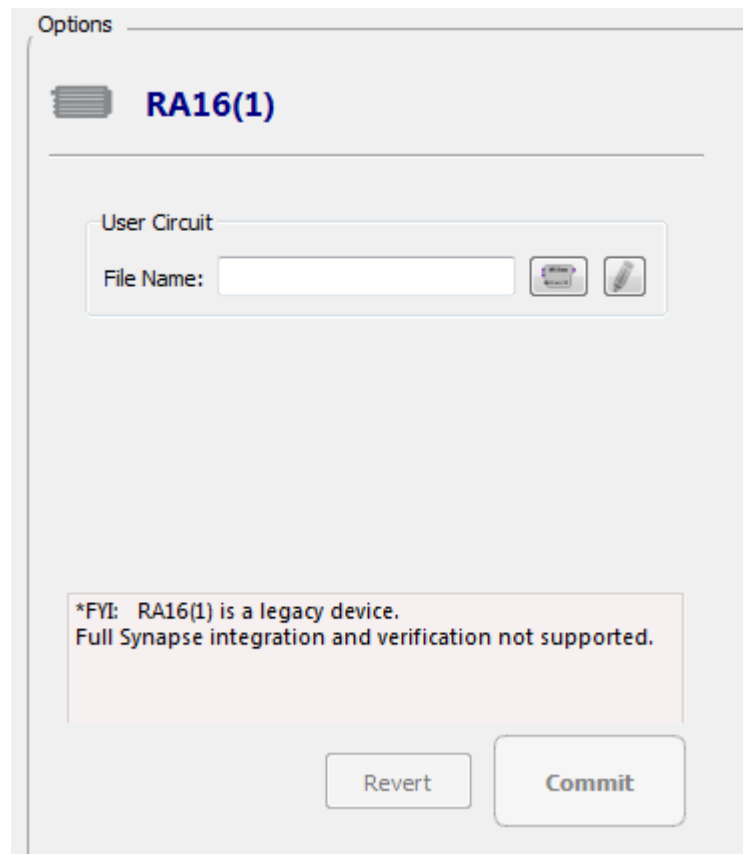 Options
RA16(1)
User Circuit
File Name:
*FYI:   RA16(1) is a legacy device.
Full Synapse integration and verification not supported.
Revert
Commit